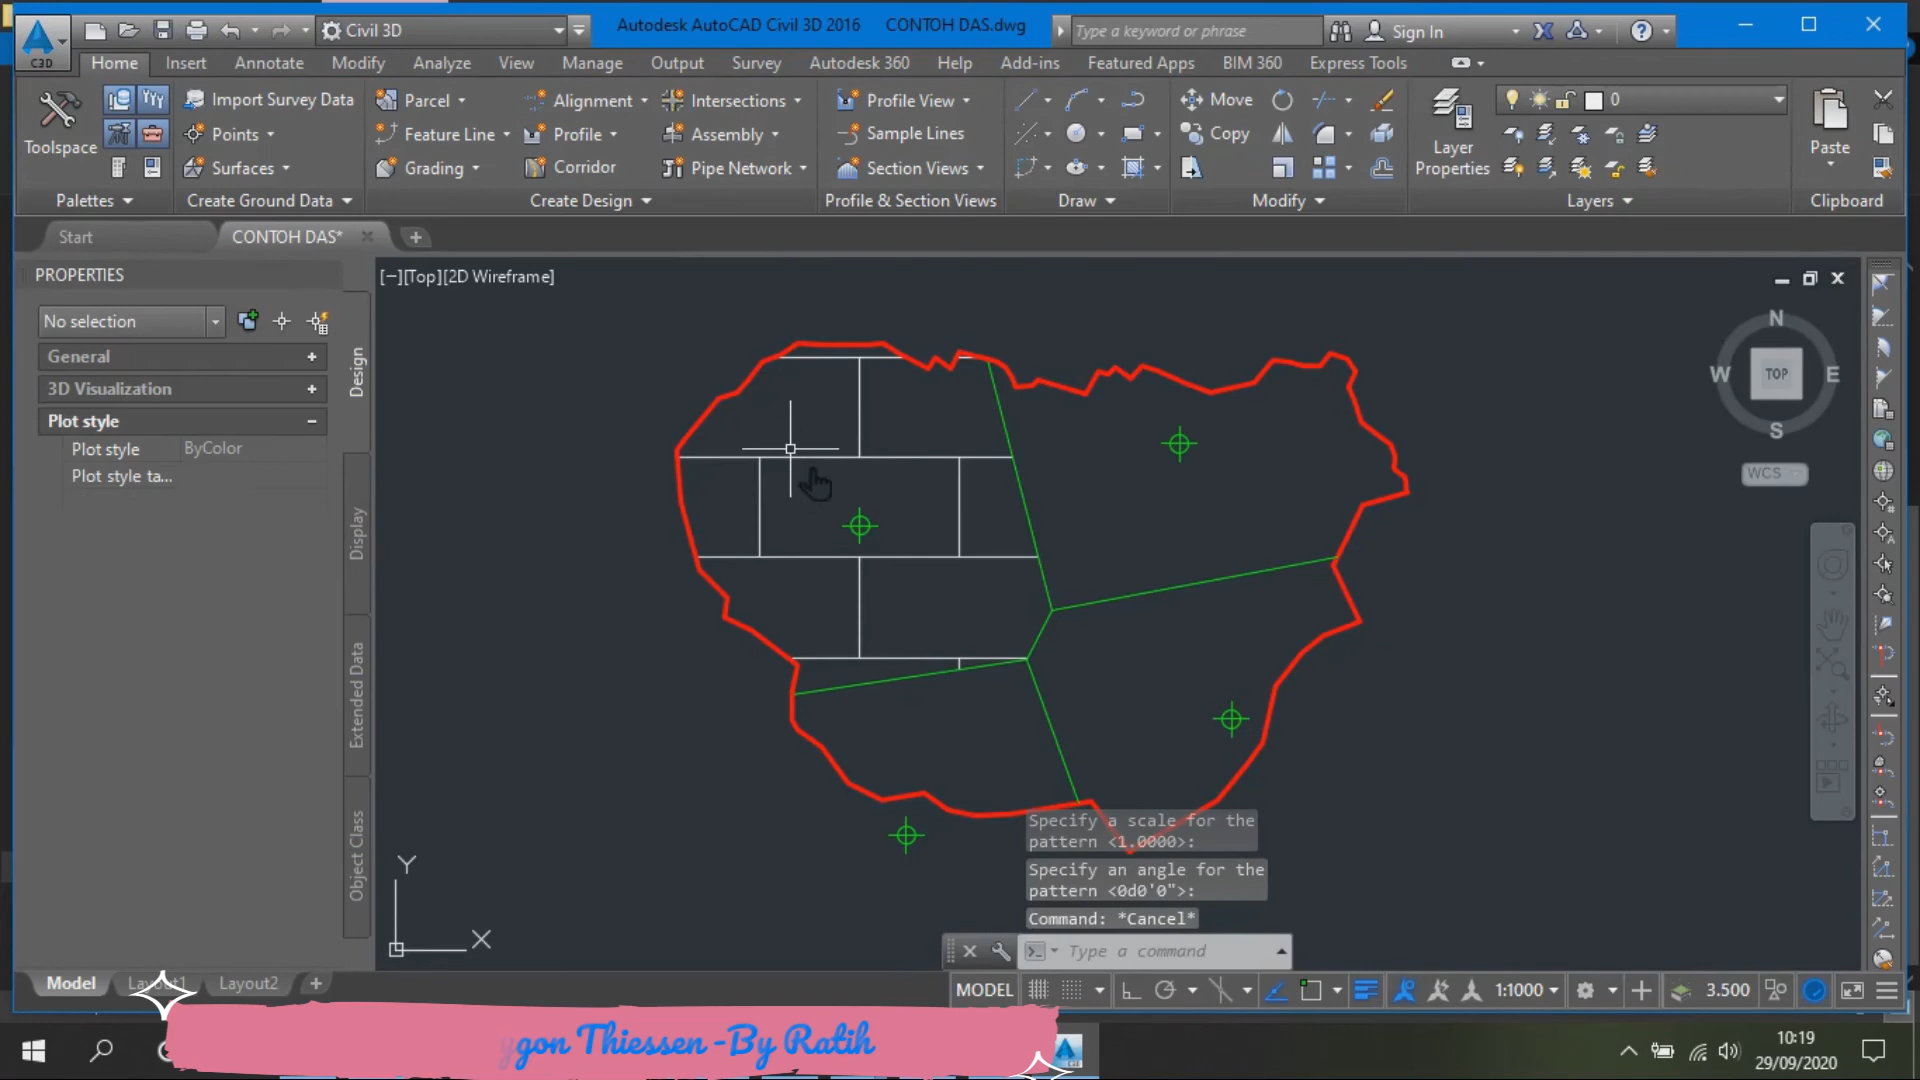 Civil 3D
Autodesk AutoCAD Civil 3D 2016 CONTOH DAS.dwg
Type a keyword or phrase
Sign In
C3D
Home Insert Annotate Modify Analyze View Manage Output Survey Autodesk 360 Help Add-ins Featured Apps BIM 360 Express Tools
Toolspace
Palettes
Import Survey Data
Points
Surfaces
Create Ground Data
Parcel
Feature Line
Grading
Alignment
Profile
Corridor
Intersections
Assembly
Pipe Network
Create Design
Profile View
Sample Lines
Section Views
Profile & Section Views
Draw
Move
Copy
Modify
Layer
Properties
0
Layers
Paste
Clipboard
Start
CONTOH DAS*
PROPERTIES
No selection
General
3D Visualization
Plot style
Plot style ByColor
Plot style ta...
Design
Display
Extended Data
Object Class
[−][Top][2D Wireframe]
N
W TOP E
S
WCS
Y
X
Specify a scale for the
pattern <1.0000>:
Specify an angle for the
pattern <0d0'0">:
Command: *Cancel*
Type a command
Model Layout1 Layout2
MODEL
1:1000
3.500
ygon Thiessen -By Ratih
10:19
29/09/2020